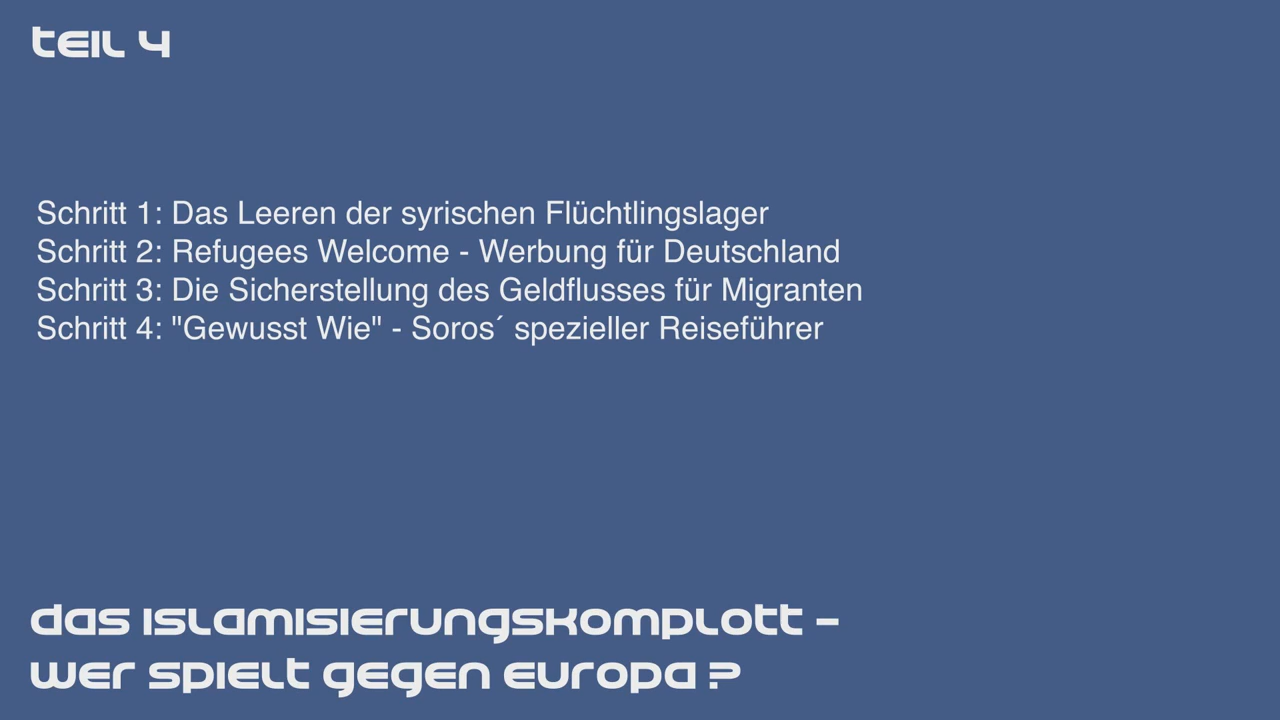 Teil 4
Schritt 1: Das Leeren der syrischen Flüchtlingslager
Schritt 2: Refugees Welcome - Werbung für Deutschland
Schritt 3: Die Sicherstellung des Geldflusses für Migranten
Schritt 4: "Gewusst Wie" - Soros´ spezieller Reiseführer
Das Islamisierungskomplott -
Wer spielt gegen Europa ?